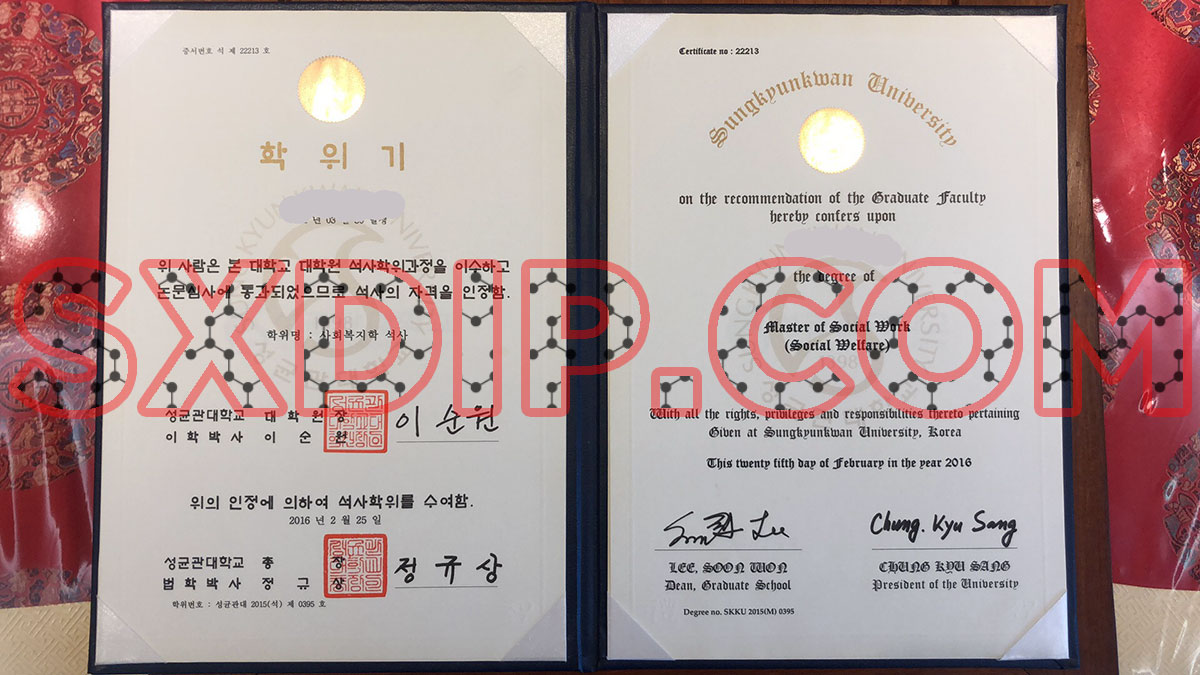 증서번호 석 제 22213 호
학 위 기
년 03
위 사람은 본 대학교 대학원 석사학위과정을 이수하고
논문심사에 통과되었으므로 석사의 자격을 인정함.
학위명 : 사회복지학 석사
성균관대학교 대 학 원 장
이 학 박 사 이 순 원
이 순 원
위의 인정에 의하여 석사학위를 수여함.
2016 년 2 월 25 일
성균관대학교 총 장
법 학 박 사 정 규 상
정 규 상
학위번호 : 성균관대 2015(석) 제 0395 호
Certificate no : 22213
Sungkyunkwan University
on the recommendation of the Graduate Faculty
hereby confers upon
the degree of
Master of Social Work
(Social Welfare)
With all the rights, privileges and responsibilities thereto pertaining
Given at Sungkyunkwan University, Korea
This twenty fifth day of February in the year 2016
Lee
Chung. Kyu Sang
LEE, SOON WON
Dean, Graduate School
CHUNG KYU SANG
President of the University
Degree no. SKKU 2015(M) 0395
SXDIP.COM